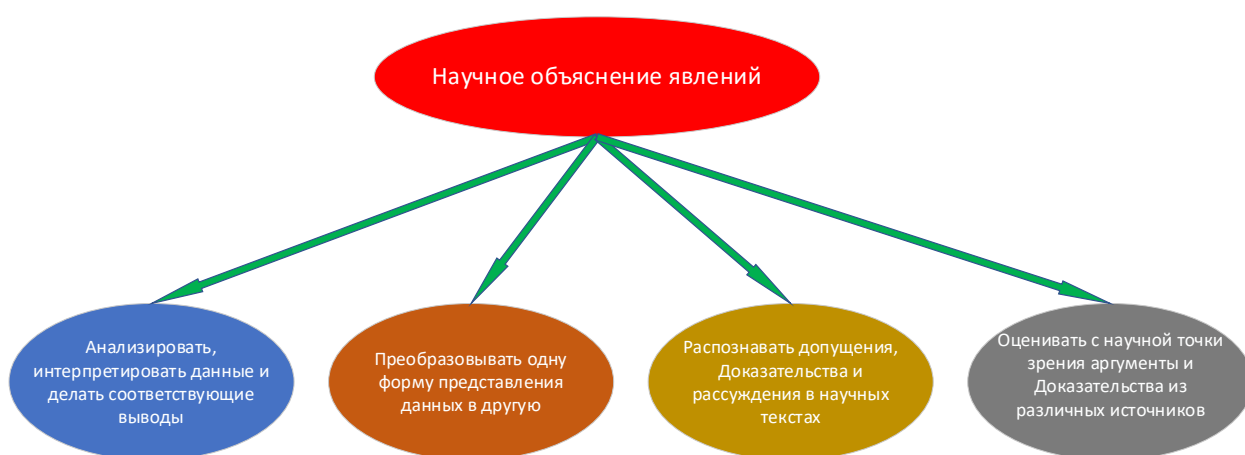 Научное объяснение явлений
Анализировать,
интерпретировать данные и
делать соответствующие
выводы
Преобразовывать одну
форму представления
данных в другую
Распознавать допущения,
Доказательства и
рассуждения в научных
текстах
Оценивать с научной точки
зрения аргументы и
Доказательства из
различных источников